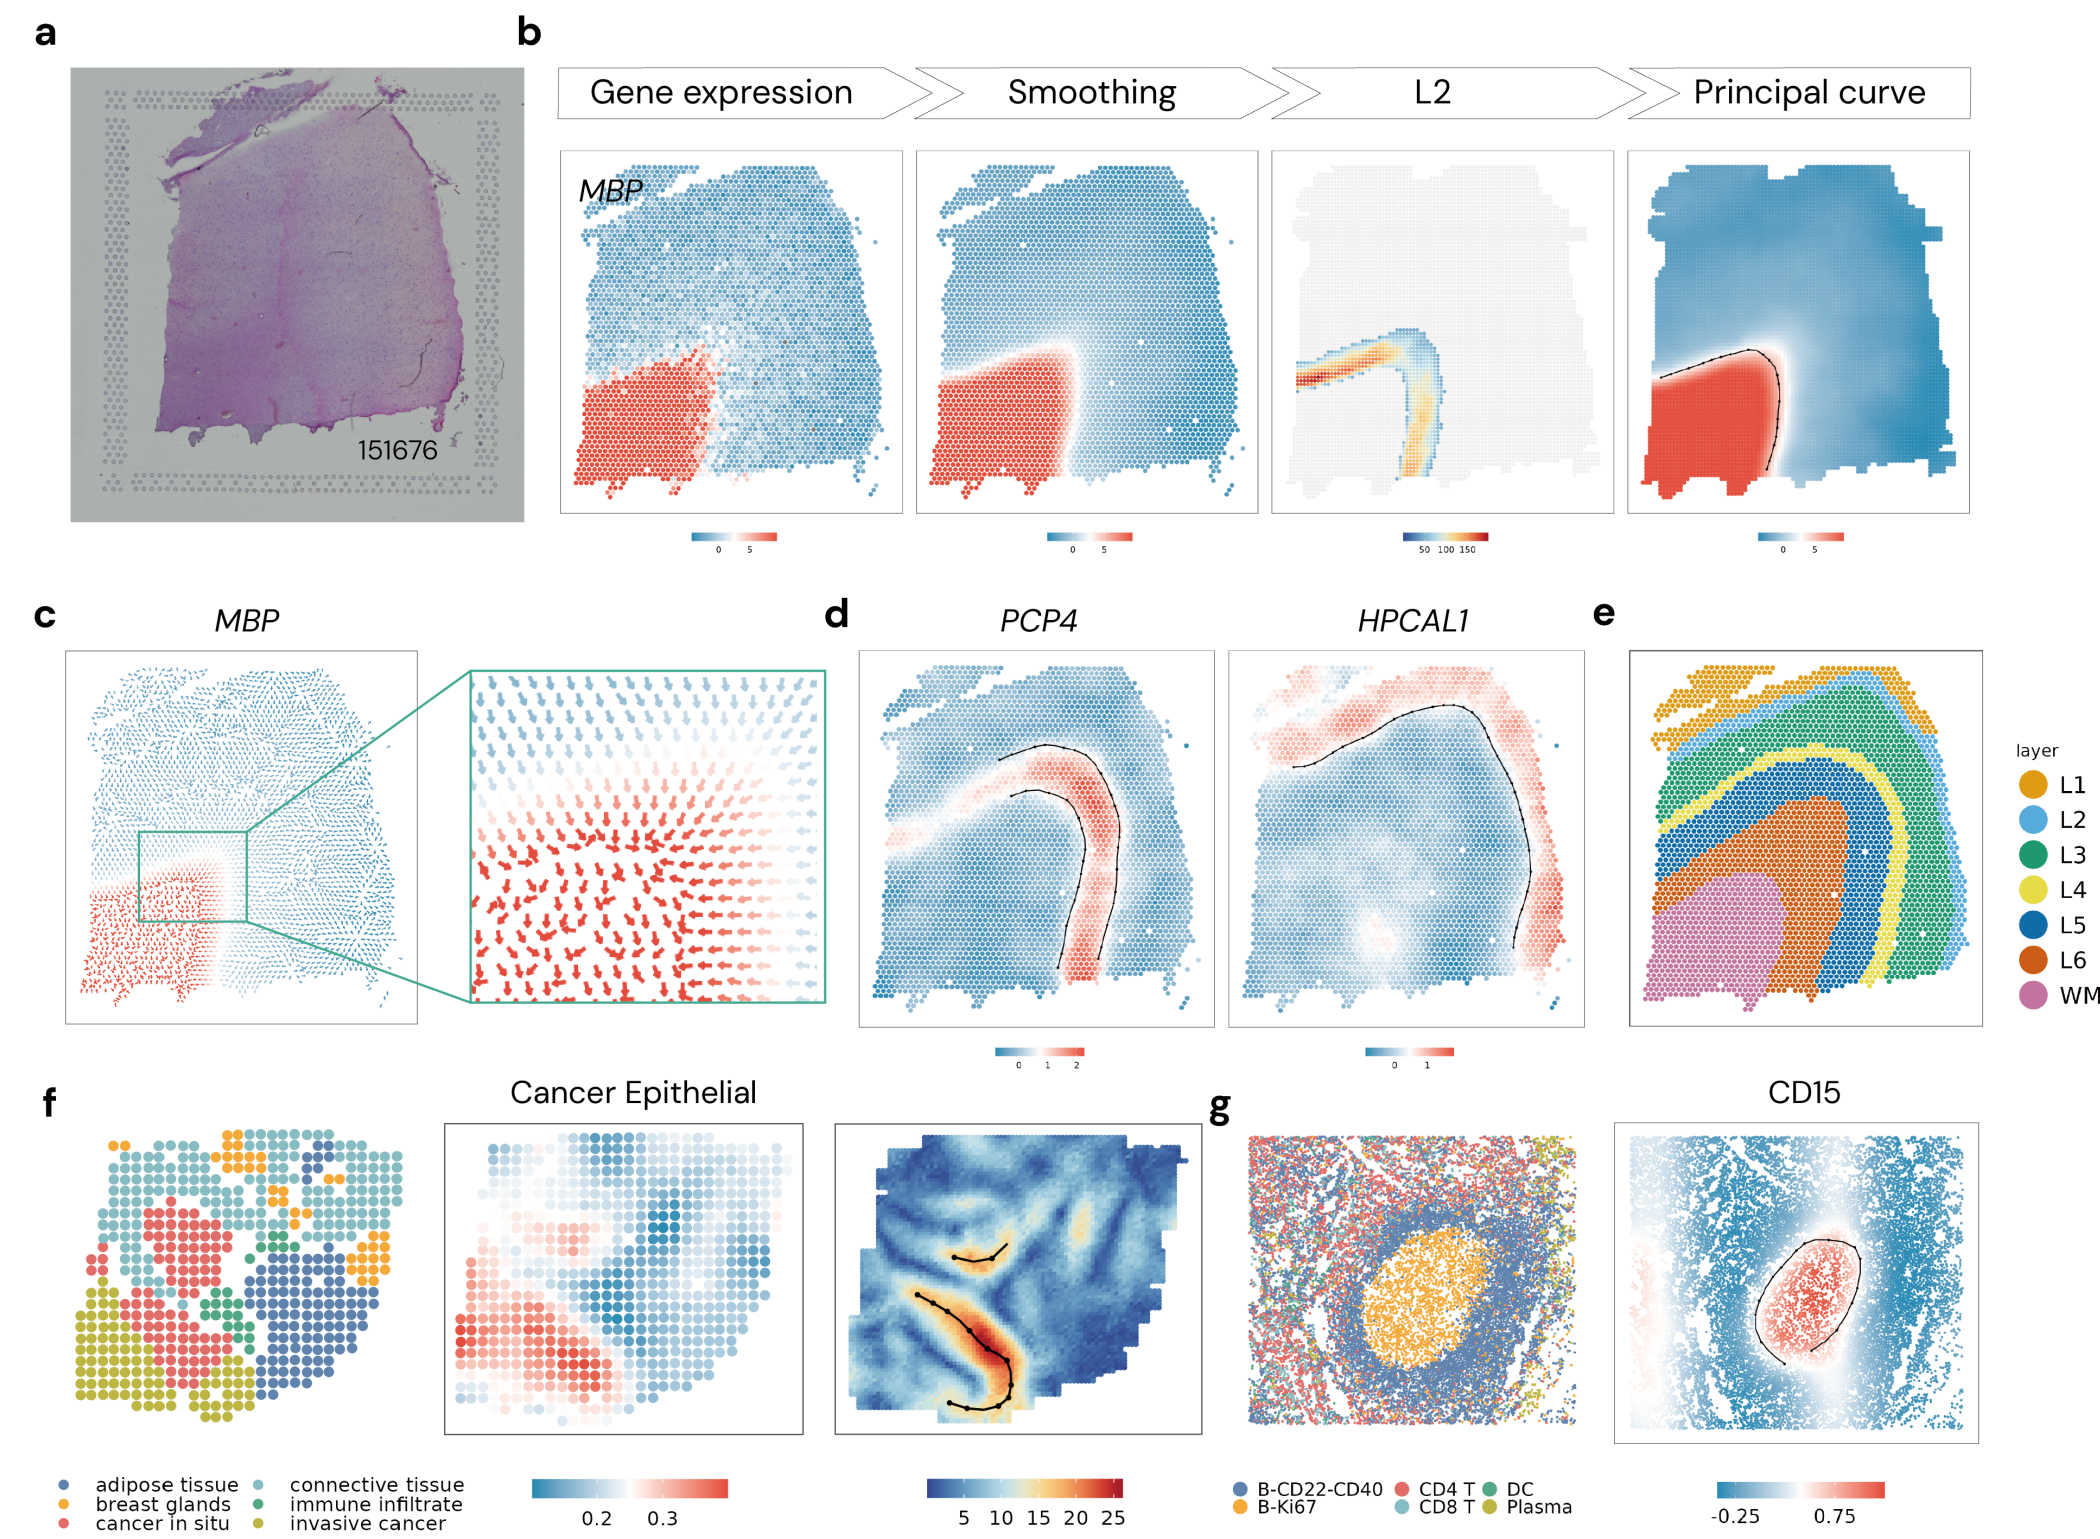 a
b
Gene expression
Smoothing
L2
Principal curve
MBP
151676
0 5
0 5
50 100 150
0 5
c
MBP
d
PCP4
HPCAL1
e
layer
L1
L2
L3
L4
L5
L6
WM
0 1 2
0 1
f
Cancer Epithelial
g
CD15
adipose tissue
breast glands
cancer in situ
connective tissue
immune infiltrate
invasive cancer
0.2 0.3
5 10 15 20 25
B-CD22-CD40
B-Ki67
CD4 T
CD8 T
DC
Plasma
-0.25 0.75